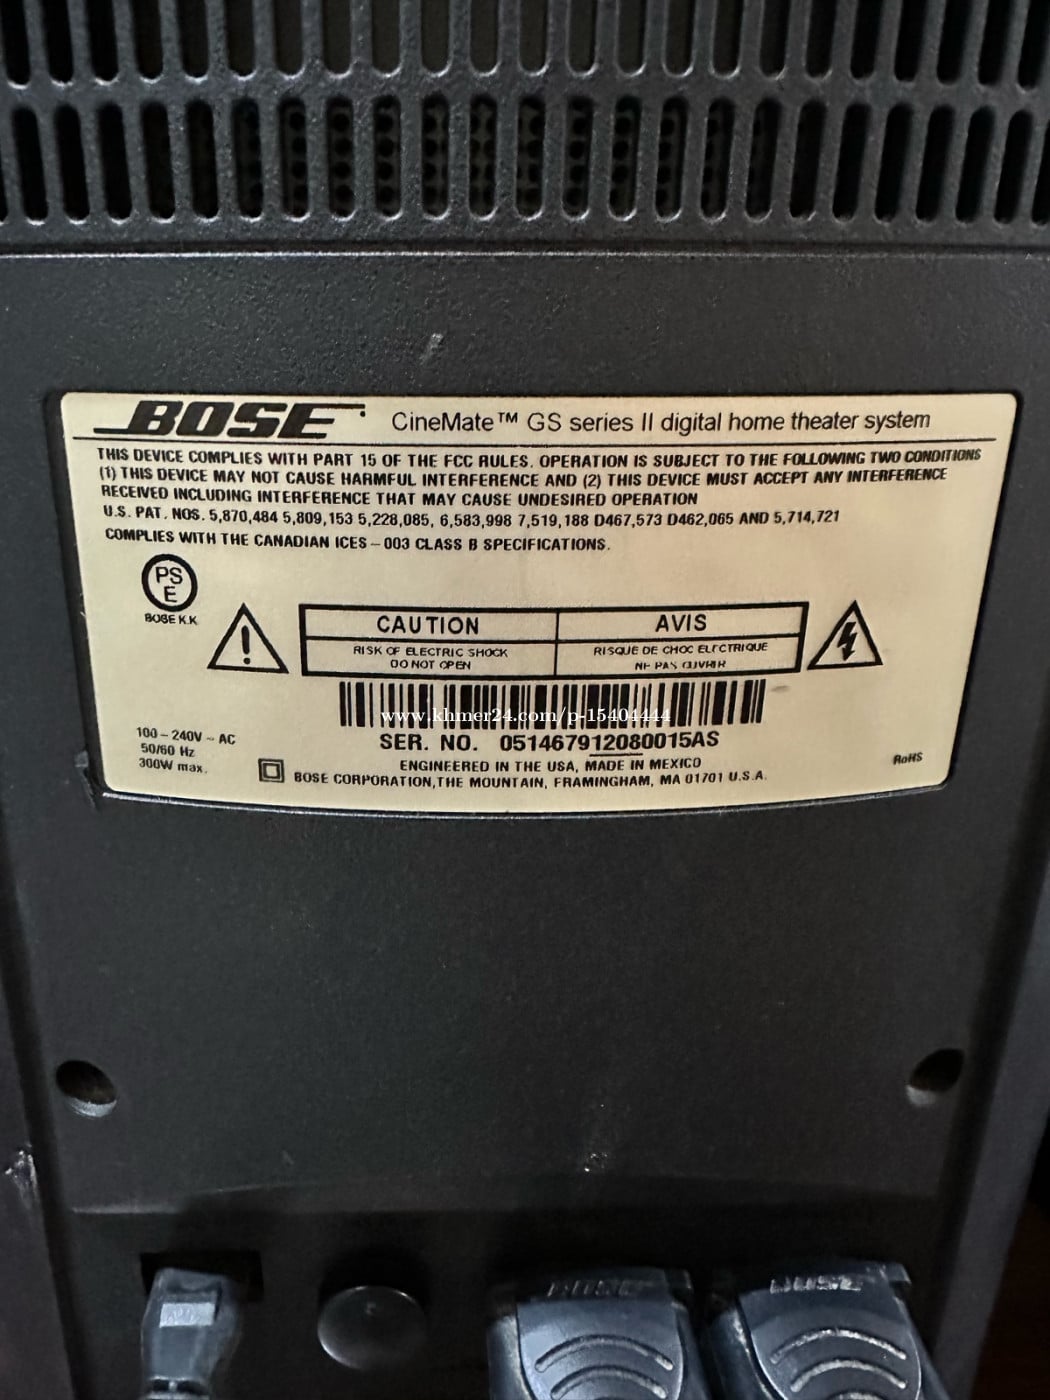 BOSE
CineMate™ GS series II digital home theater system
THIS DEVICE COMPLIES WITH PART 15 OF THE FCC RULES. OPERATION IS SUBJECT TO THE FOLLOWING TWO CONDITIONS
(1) THIS DEVICE MAY NOT CAUSE HARMFUL INTERFERENCE AND (2) THIS DEVICE MUST ACCEPT ANY INTERFERENCE
RECEIVED INCLUDING INTERFERENCE THAT MAY CAUSE UNDESIRED OPERATION
U.S. PAT. NOS. 5,870,484 5,809,153 5,228,085, 6,583,998 7,519,188 D467,573 D462,065 AND 5,714,721
COMPLIES WITH THE CANADIAN ICES – 003 CLASS B SPECIFICATIONS.
PS
E
BOSE K.K
CAUTION
RISK OF ELECTRIC SHOCK
DO NOT OPEN
AVIS
RISQUE DE CHOC ELECTRIQUE
NE PAS OUVRIR
www.khmer24.com/p-15404444
SER. NO. 051467912080015AS
100 – 240V ~ AC
50/60 Hz
300W max.
ENGINEERED IN THE USA, MADE IN MEXICO
BOSE CORPORATION,THE MOUNTAIN, FRAMINGHAM, MA 01701 U.S.A.
RoHS
BOSE
BOSE